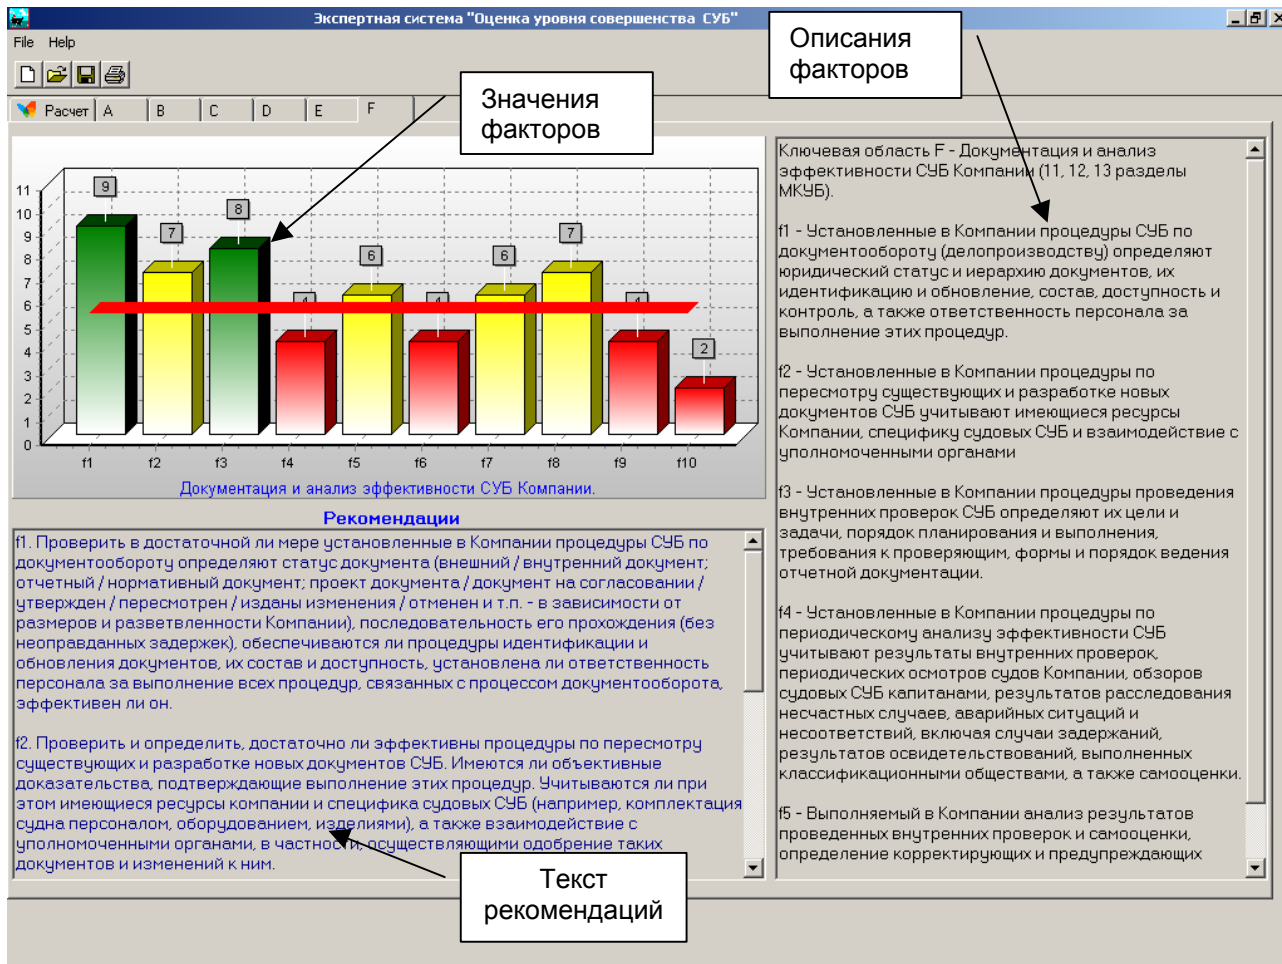 Экспертная система "Оценка уровня совершенства СУБ"
File Help
Описания
факторов
Значения
факторов
Расчет A B C D E F
9
7
8
4
6
4
6
7
4
2
11
10
9
8
7
6
5
4
3
2
1
0
f1 f2 f3 f4 f5 f6 f7 f8 f9 f10
Документация и анализ эффективности СУБ Компании.
Рекомендации
f1. Проверить в достаточной ли мере установленные в Компании процедуры СУБ по
документообороту определяют статус документа (внешний / внутренний документ;
отчетный / нормативный документ; проект документа / документ на согласовании /
утвержден / пересмотрен / изданы изменения / отменен и т.п. - в зависимости от
размеров и разветвленности Компании), последовательность его прохождения (без
неоправданных задержек), обеспечиваются ли процедуры идентификации и
обновления документов, их состав и доступность, установлена ли ответственность
персонала за выполнение всех процедур, связанных с процессом документооборота,
эффективен ли он.
f2. Проверить и определить, достаточно ли эффективны процедуры по пересмотру
существующих и разработке новых документов СУБ. Имеются ли объективные
доказательства, подтверждающие выполнение этих процедур. Учитываются ли при
этом имеющиеся ресурсы компании и специфика судовых СУБ (например, комплектация
судна персоналом, оборудованием, изделиями), а также взаимодействие с
уполномоченными органами, в частности, осуществляющими одобрение таких
документов и изменений к ним.
Текст
рекомендаций
Ключевая область F - Документация и анализ
эффективности СУБ Компании (11, 12, 13 разделы
МКУБ).
f1 - Установленные в Компании процедуры СУБ по
документообороту (делопроизводству) определяют
юридический статус и иерархию документов, их
идентификацию и обновление, состав, доступность и
контроль, а также ответственность персонала за
выполнение этих процедур.
f2 - Установленные в Компании процедуры по
пересмотру существующих и разработке новых
документов СУБ учитывают имеющиеся ресурсы
Компании, специфику судовых СУБ и взаимодействие с
уполномоченными органами
f3 - Установленные в Компании процедуры проведения
внутренних проверок СУБ определяют их цели и
задачи, порядок планирования и выполнения,
требования к проверяющим, формы и порядок ведения
отчетной документации.
f4 - Установленные в Компании процедуры по
периодическому анализу эффективности СУБ
учитывают результаты внутренних проверок,
периодических осмотров судов Компании, обзоров
судовых СУБ капитанами, результатов расследования
несчастных случаев, аварийных ситуаций и
несоответствий, включая случаи задержаний,
результатов освидетельствований, выполненных
классификационными обществами, а также самооценки.
f5 - Выполняемый в Компании анализ результатов
проведенных внутренних проверок и самооценки,
определение корректирующих и предупреждающих